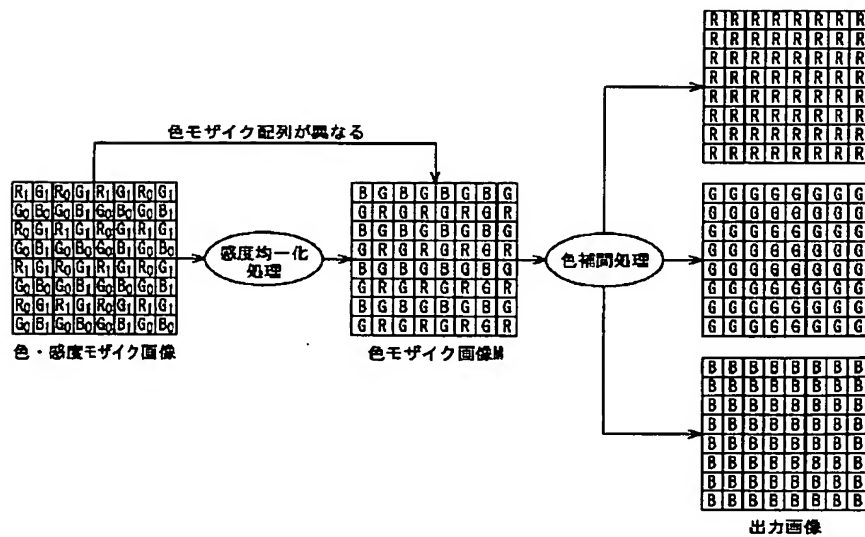 色モザイク配列が異なる
R1 G1 R0 G1 R1 G1 R0 G1
G0 B0 G0 B1 G0 B0 G0 B1
R0 G1 R1 G1 R0 G1 R1 G1
G0 B1 G0 B0 G0 B1 G0 B0
R1 G1 R0 G1 R1 G1 R0 G1
G0 B0 G0 B1 G0 B0 G0 B1
R0 G1 R1 G1 R0 G1 R1 G1
G0 B1 G0 B0 G0 B1 G0 B0
色・感度モザイク画像
感度均一化
処理
B G B G B G B G
G R G R G R G R
B G B G B G B G
G R G R G R G R
B G B G B G B G
G R G R G R G R
B G B G B G B G
G R G R G R G R
色モザイク画像M
色補間処理
R R R R R R R R
R R R R R R R R
R R R R R R R R
R R R R R R R R
R R R R R R R R
R R R R R R R R
R R R R R R R R
R R R R R R R R
G G G G G G G G
G G G G G G G G
G G G G G G G G
G G G G G G G G
G G G G G G G G
G G G G G G G G
G G G G G G G G
G G G G G G G G
B B B B B B B B
B B B B B B B B
B B B B B B B B
B B B B B B B B
B B B B B B B B
B B B B B B B B
B B B B B B B B
B B B B B B B B
出力画像